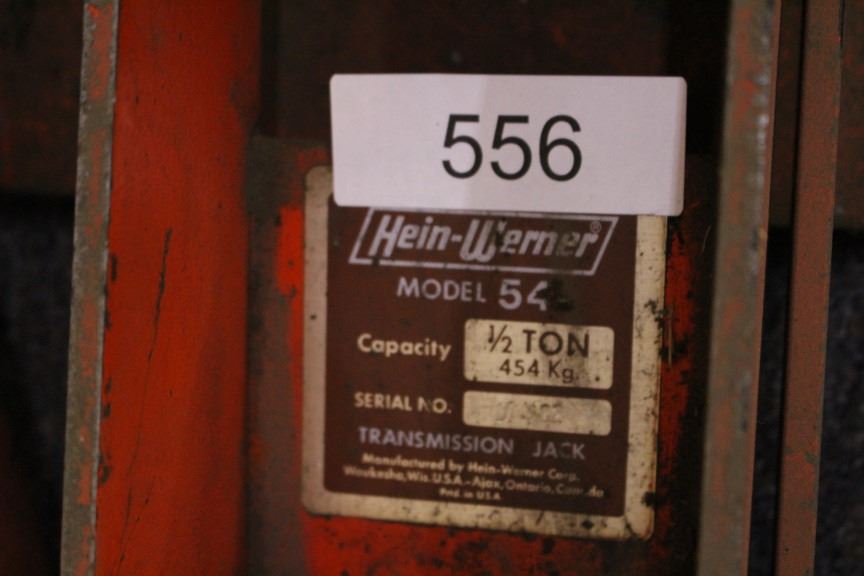 556
Hein-Werner®
MODEL 54
Capacity
1/2 TON
454 Kg
SERIAL NO.
TRANSMISSION JACK
Manufactured by Hein-Werner Corp.
Waukesha, Wis. U.S.A.-Ajax, Ontario, Canada
Prtd. in U.S.A